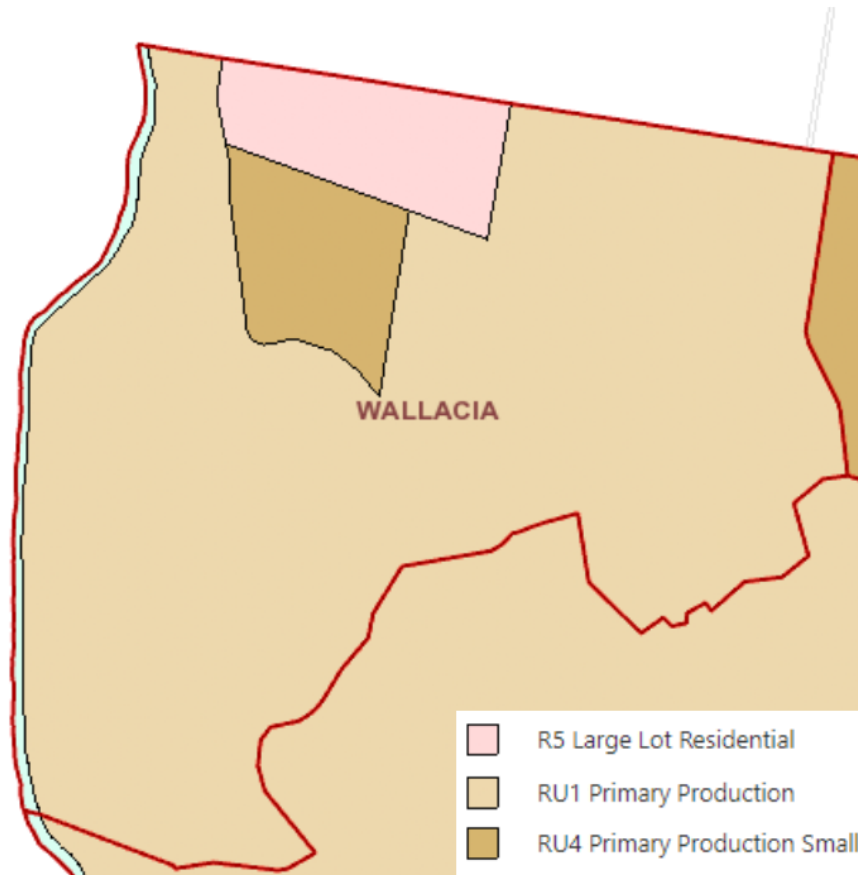 WALLACIA
R5 Large Lot Residential
RU1 Primary Production
RU4 Primary Production Small